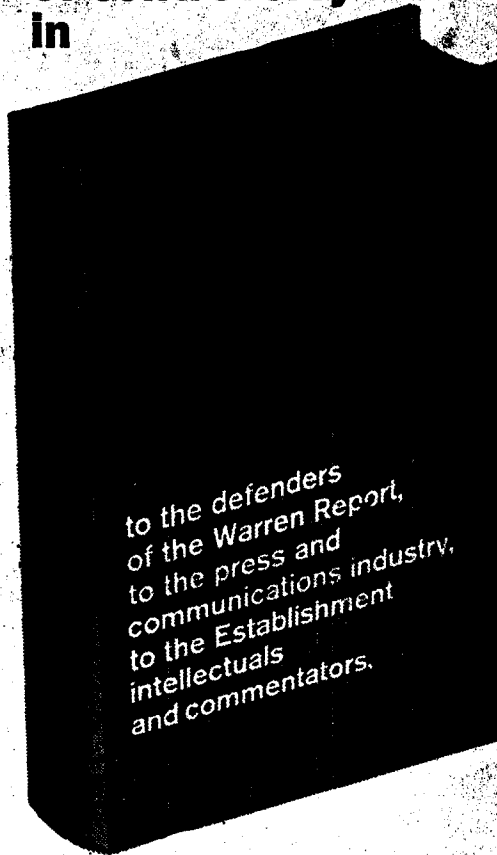 in
to the defenders
of the Warren Report,
to the press and
communications industry,
to the Establishment
intellectuals
and commentators.